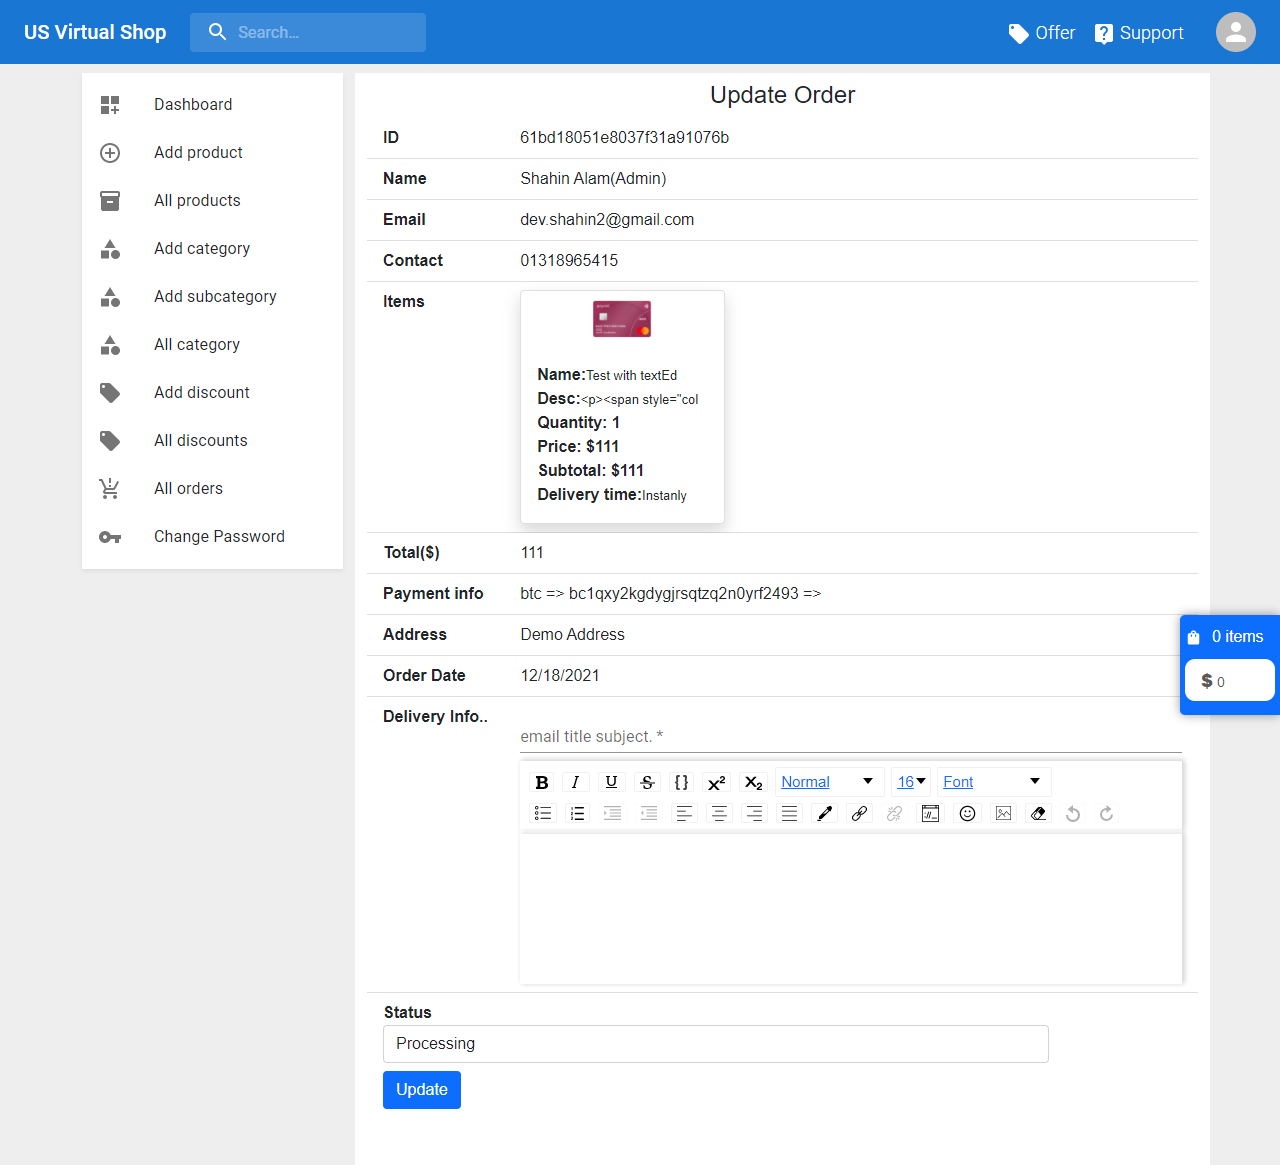 US Virtual Shop
Search...
Offer
Support
Dashboard
Add product
All products
Add category
Add subcategory
All category
Add discount
All discounts
All orders
Change Password
Update Order
ID 61bd18051e8037f31a91076b
Name Shahin Alam(Admin)
Email dev.shahin2@gmail.com
Contact 01318965415
Items
Name:Test with textEd
Desc:<p><span style="col
Quantity: 1
Price: $111
Subtotal: $111
Delivery time:Instanly
Total($) 111
Payment info btc => bc1qxy2kgdygjrsqtzq2n0yrf2493 =>
Address Demo Address
Order Date 12/18/2021
0 items
$ 0
Delivery Info..
email title subject. *
B I U S {} X² X₂ Normal 16 Font
Status
Processing
Update